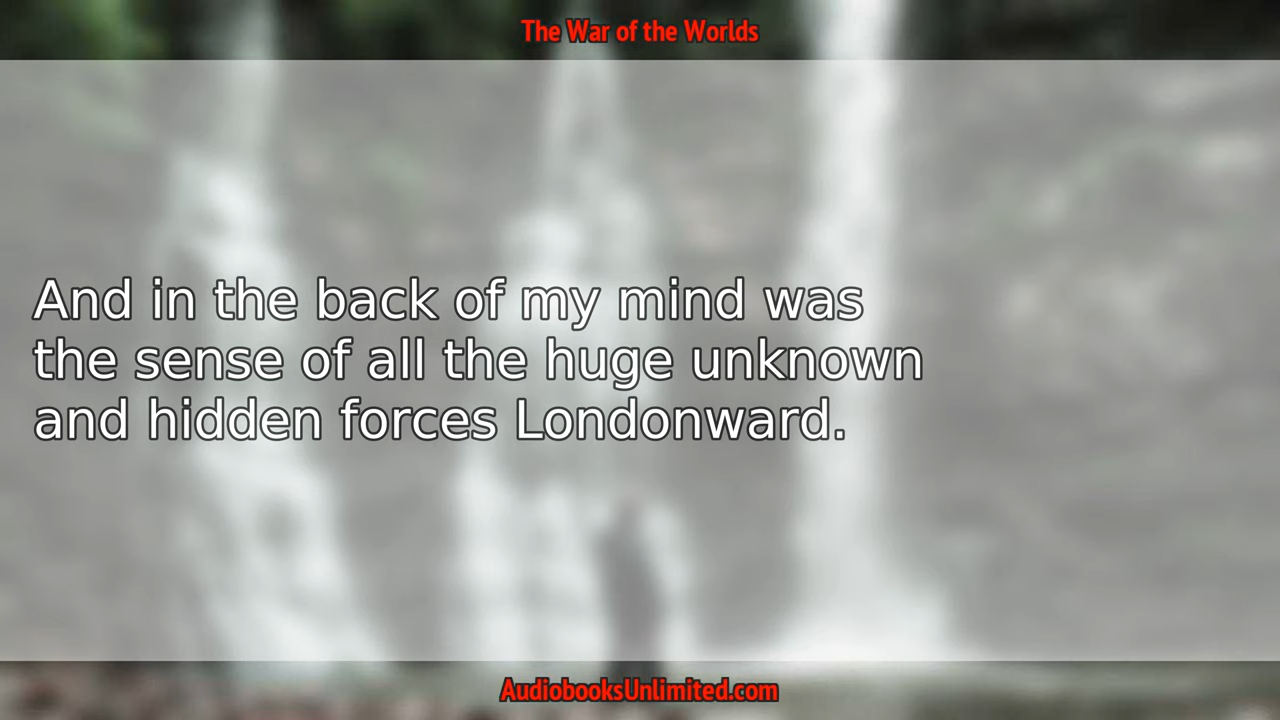 The War of the Worlds
And in the back of my mind was
the sense of all the huge unknown
and hidden forces Londonward.
AudiobooksUnlimited.com